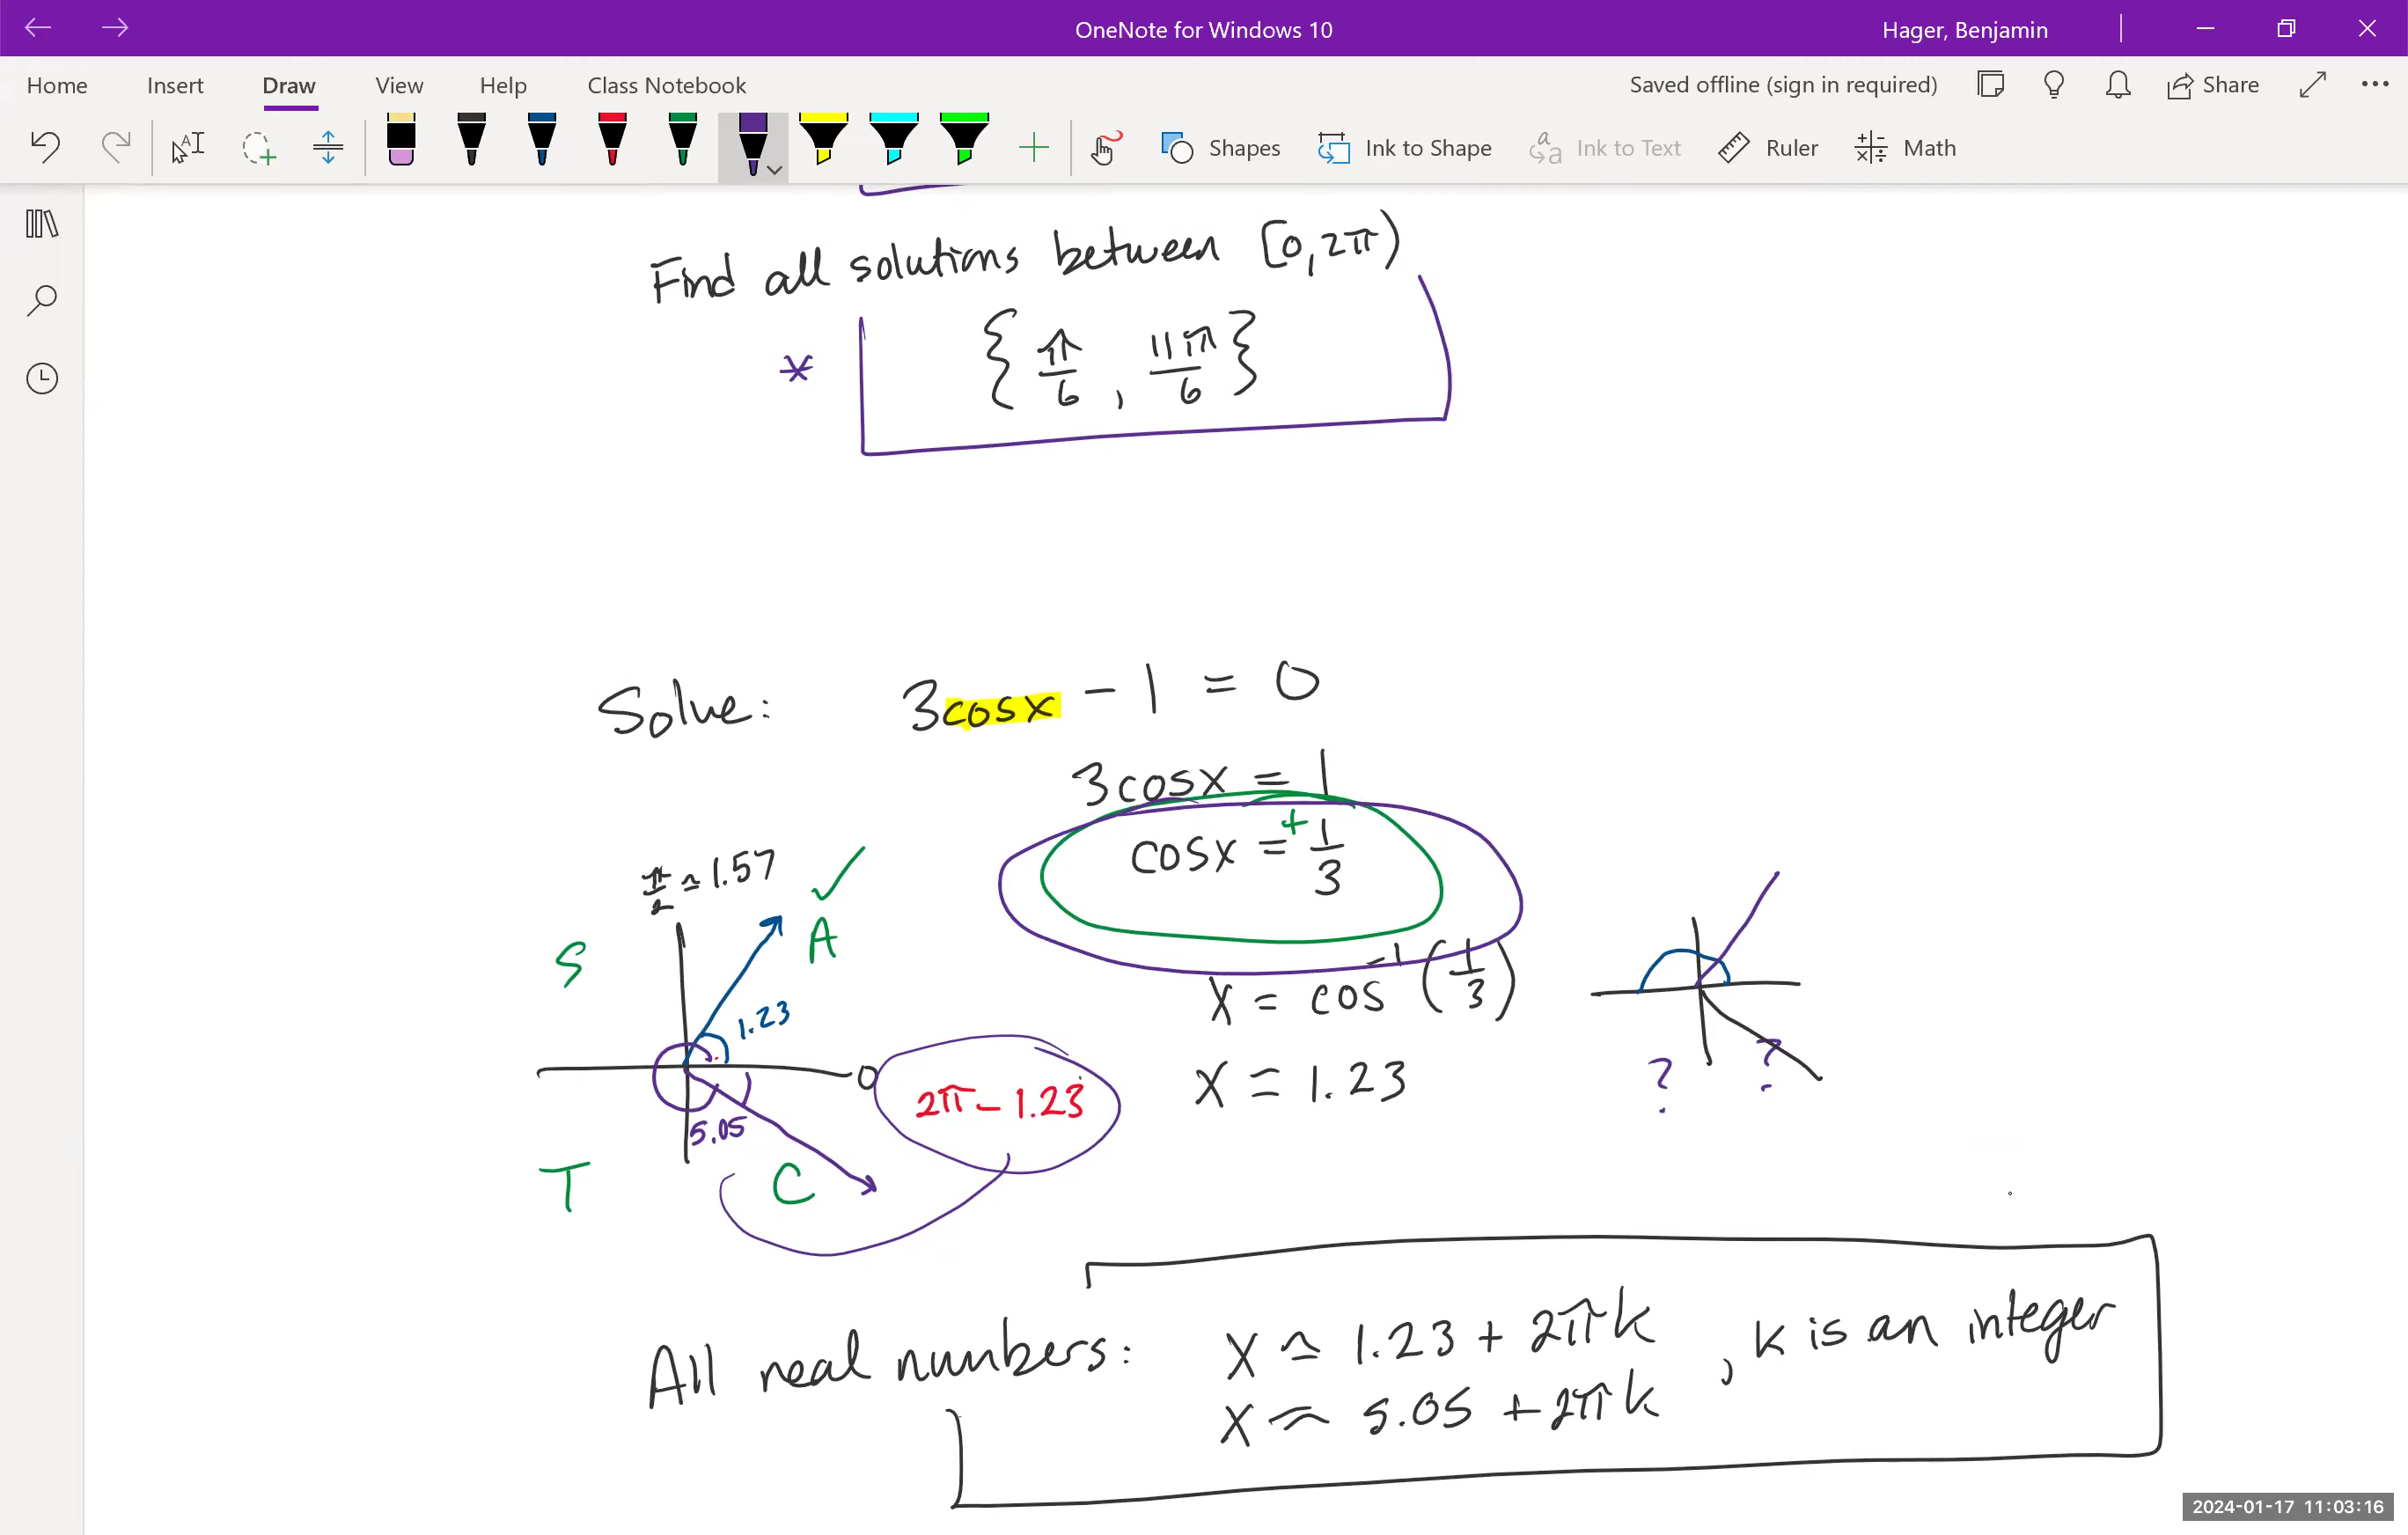 OneNote for Windows 10
Hager, Benjamin
Home Insert Draw View Help Class Notebook
Saved offline (sign in required) Share
Shapes Ink to Shape Ink to Text Ruler Math
Find all solutions between [0, 2π)
* { π/6 , 11π/6 }
Solve: 3cosx - 1 = 0
3cosx = 1
cosx = + 1/3
π/2 ≃ 1.57
✓
S A
x = cos⁻¹(1/3)
1.23
0
2π - 1.23
x ≈ 1.23
? ?
5.05
T C
All real numbers: x ≃ 1.23 + 2πk , k is an integer
x ≈ 5.05 + 2πk
2024-01-17 11:03:16